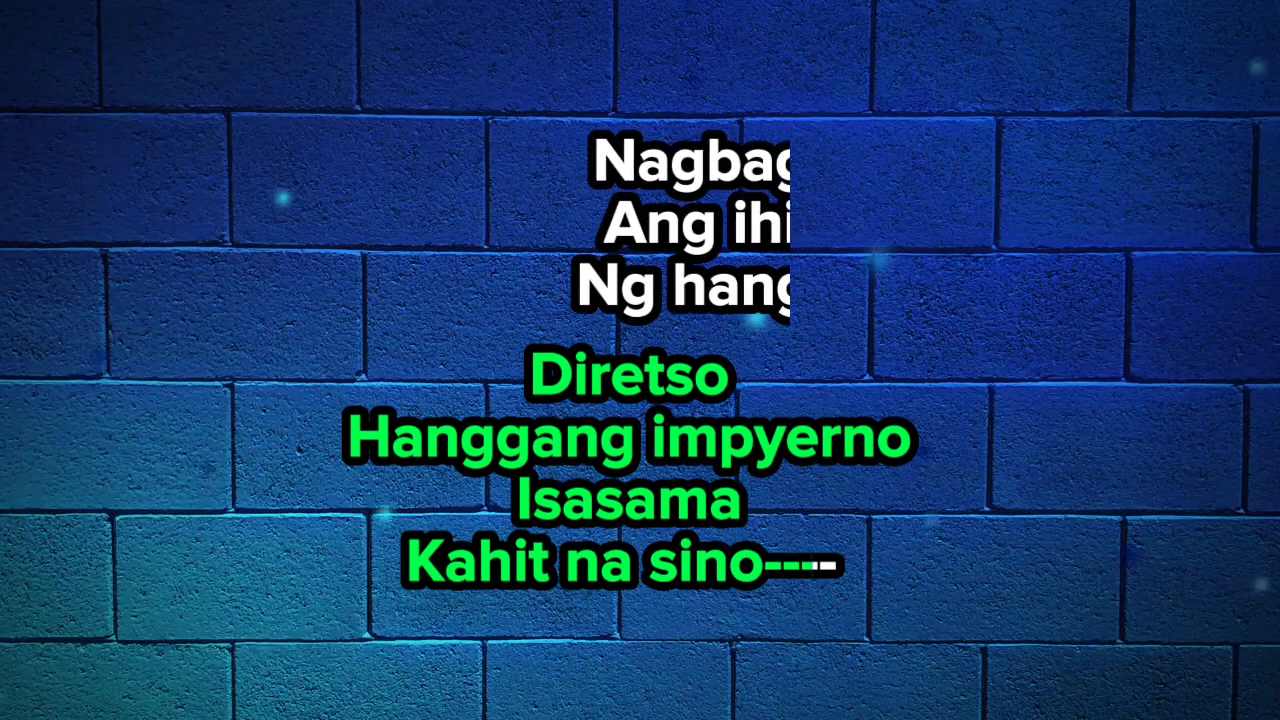 Ang
Ng
Diretso
Hanggang impyerno
Isasama
Kahit na sino----